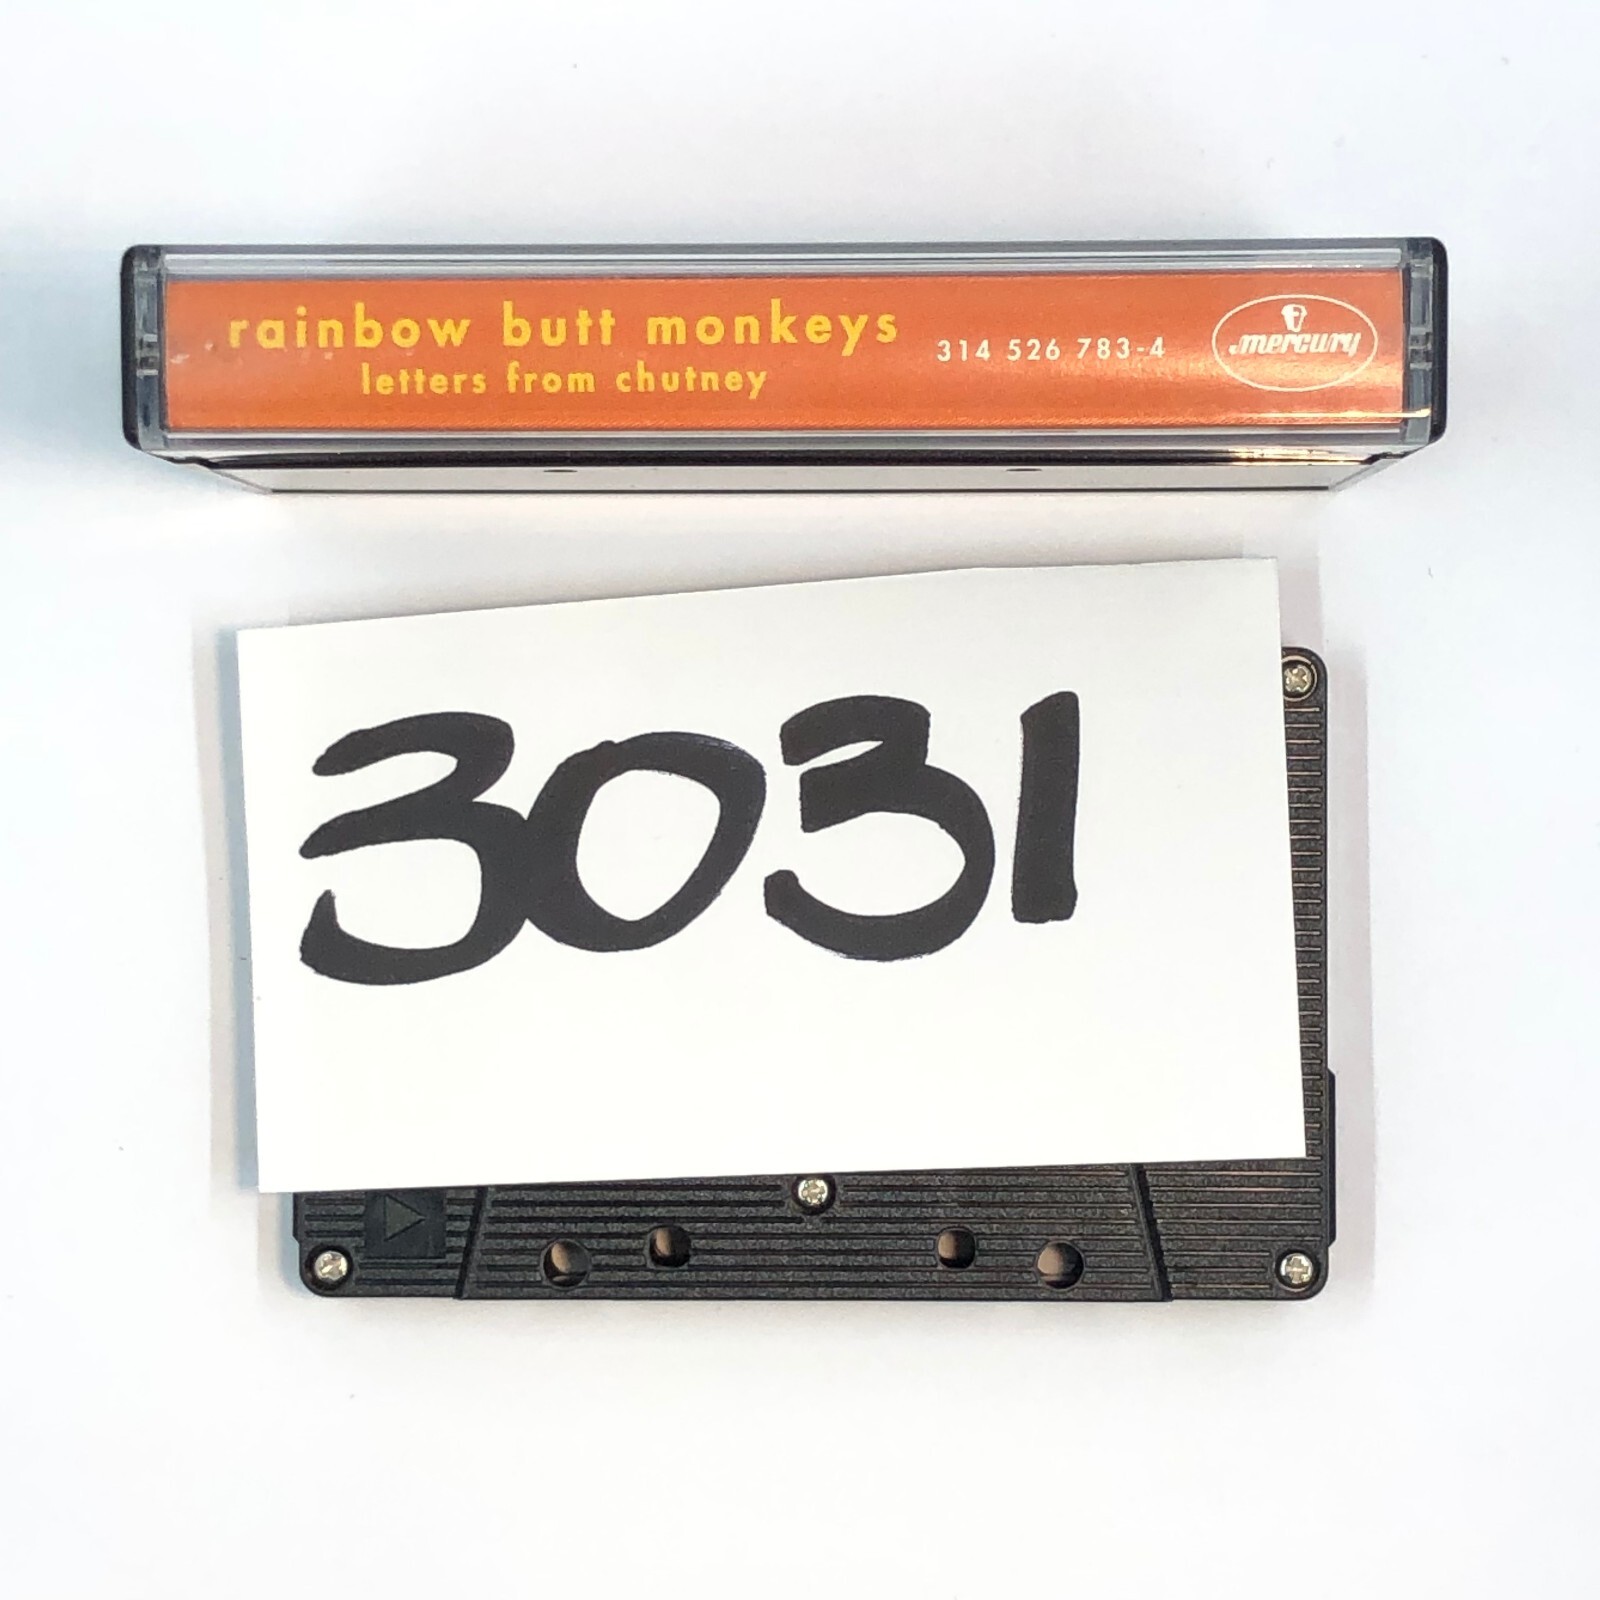 rainbow butt monkeys
letters from chutney
314 526 783-4
mercury
3031